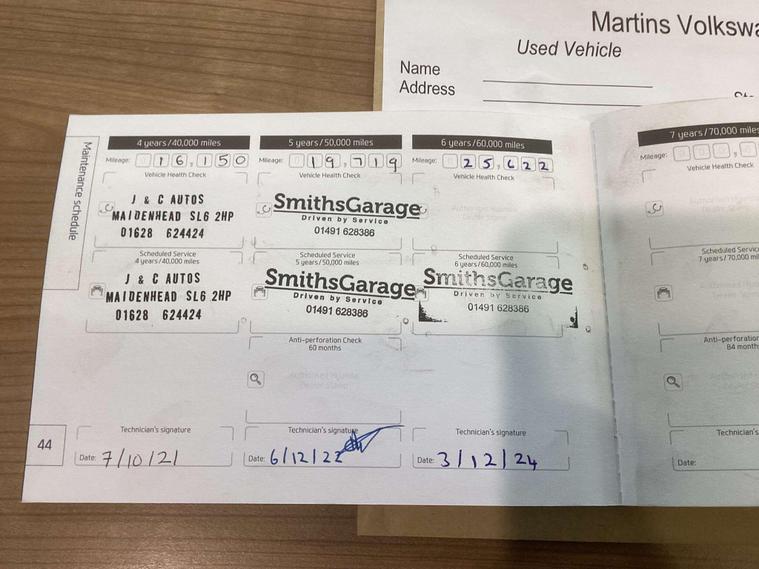 Martins Volkswa
Used Vehicle
Name
Address
Maintenance schedule
4 years/40,000 miles
Mileage: 16,150
Vehicle Health Check
J & C AUTOS
MAIDENHEAD SL6 2HP
01628 624424
Scheduled Service
4 years/40,000 miles
J & C AUTOS
MAIDENHEAD SL6 2HP
01628 624424
Technician's signature
Date: 7/10/21
44
5 years/50,000 miles
Mileage: 19,719
Vehicle Health Check
SmithsGarage
Driven by Service
01491 628386
Scheduled Service
5 years/50,000 miles
SmithsGarage
Driven by Service
01491 628386
Anti-perforation Check
60 months
Technician's signature
Date: 6/12/22
6 years/60,000 miles
Mileage: 25,622
Vehicle Health Check
Scheduled Service
6 years/60,000 miles
SmithsGarage
Driven by Service
01491 628386
Technician's signature
Date: 3/12/24
7 years/70,000 miles
Mileage:
Vehicle Health Check
Scheduled Servic
7 years/70,000 mil
Anti-perforation
84 month
Technician's
Date: